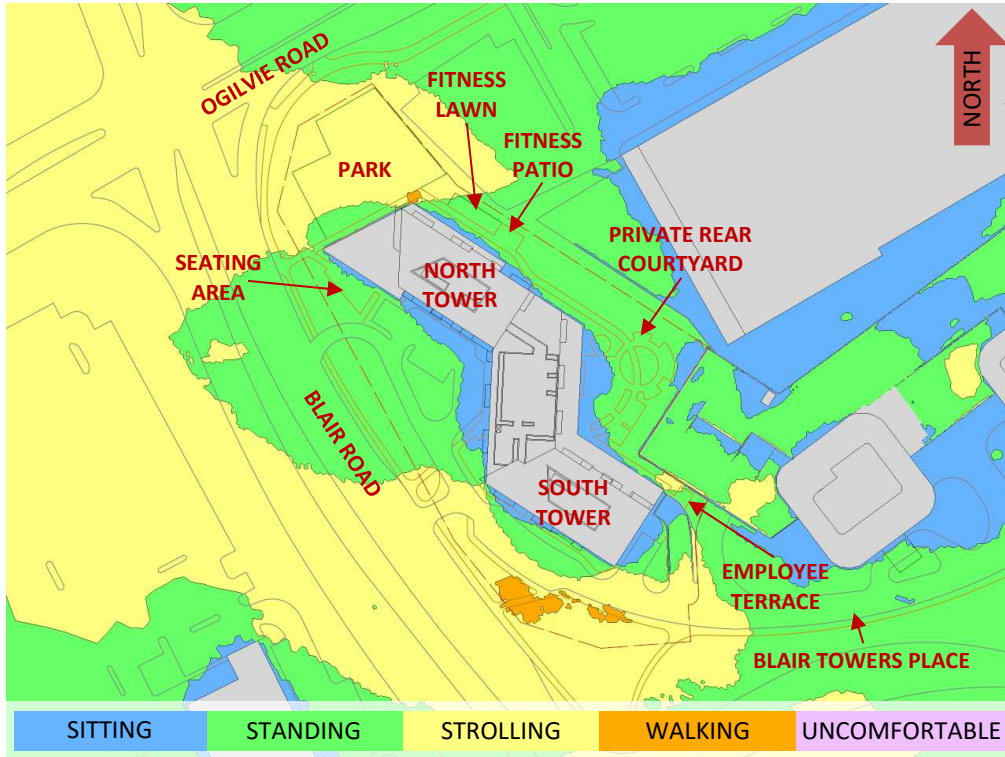 OGILVIE ROAD
FITNESS
LAWN
NORTH
FITNESS
PATIO
PARK
PRIVATE REAR
COURTYARD
SEATING
AREA
NORTH
TOWER
BLAIR ROAD
SOUTH
TOWER
EMPLOYEE
TERRACE
BLAIR TOWERS PLACE
SITTING
STANDING
STROLLING
WALKING
UNCOMFORTABLE